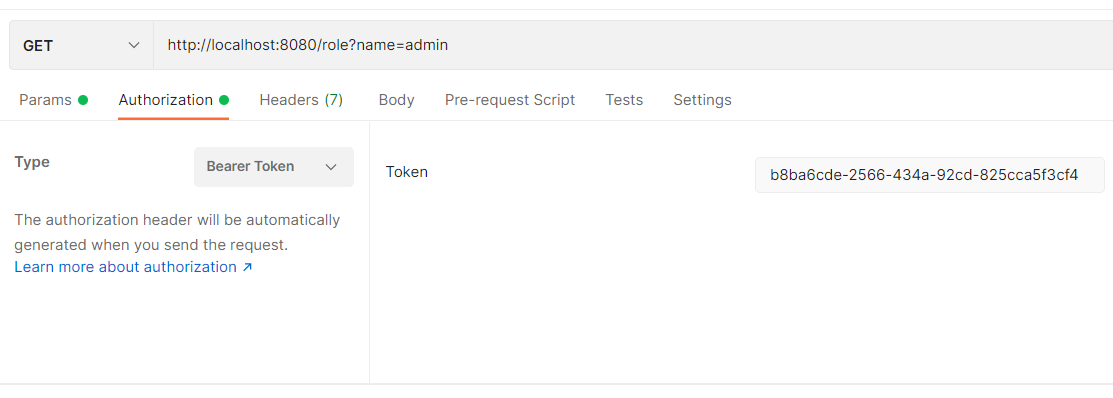 GET
http://localhost:8080/role?name=admin
Params
Authorization
Headers (7)
Body
Pre-request Script
Tests
Settings
Type
Bearer Token
The authorization header will be automatically
generated when you send the request.
Learn more about authorization ↗
Token
b8ba6cde-2566-434a-92cd-825cca5f3cf4